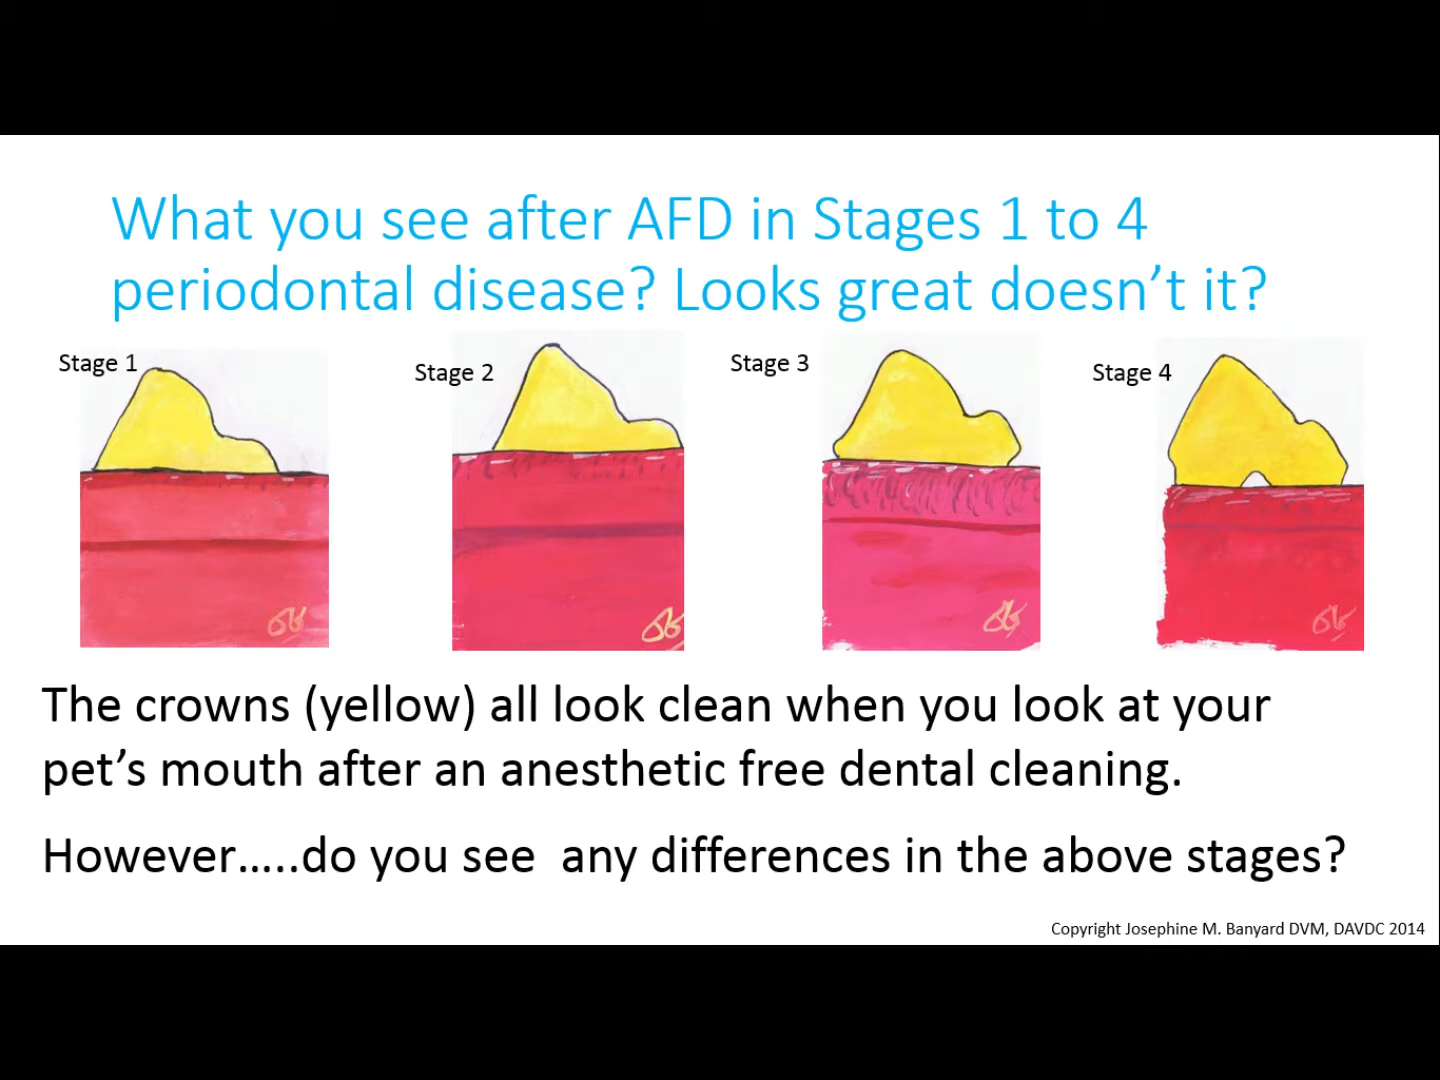 What you see after AFD in Stages 1 to 4
periodontal disease? Looks great doesn’t it?
Stage 1
Stage 2
Stage 3
Stage 4
The crowns (yellow) all look clean when you look at your
pet’s mouth after an anesthetic free dental cleaning.
However.....do you see  any differences in the above stages?
Copyright Josephine M. Banyard DVM, DAVDC 2014